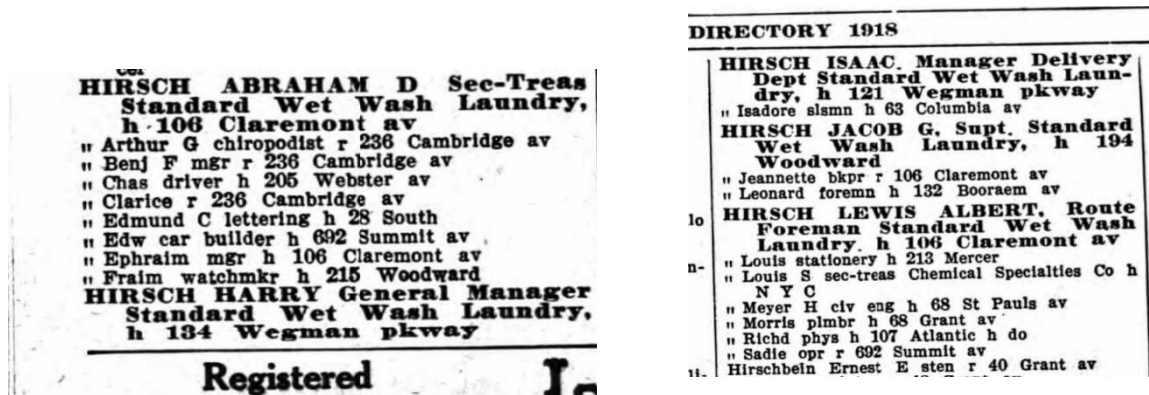 HIRSCH ABRAHAM D Sec-Treas
Standard Wet Wash Laundry,
h 106 Claremont av
" Arthur G chiropodist r 236 Cambridge av
" Benj F mgr r 236 Cambridge av
" Chas driver h 205 Webster av
" Clarice r 236 Cambridge av
" Edmund C lettering h 28 South
" Edw car builder h 692 Summit av
" Ephraim mgr h 106 Claremont av
" Fraim watchmkr h 215 Woodward
HIRSCH HARRY General Manager
Standard Wet Wash Laundry,
h 134 Wegman pkway
Registered
DIRECTORY 1918
HIRSCH ISAAC. Manager Delivery
Dept Standard Wet Wash Laun-
dry, h 121 Wegman pkway
" Isadore slsmn h 63 Columbia av
HIRSCH JACOB G, Supt. Standard
Wet Wash Laundry, h 194
Woodward
" Jeannette bkpr r 106 Claremont av
" Leonard foremn h 132 Booraem av
lo
HIRSCH LEWIS ALBERT, Route
Foreman Standard Wet Wash
Laundry. h 106 Claremont av
n-
" Louis stationery h 213 Mercer
" Louis S sec-treas Chemical Specialties Co h
N Y C
" Meyer H civ eng h 68 St Pauls av
" Morris plmbr h 68 Grant av
" Richd phys h 107 Atlantic h do
" Sadie opr r 692 Summit av
Hirschbein Ernest E sten r 40 Grant av